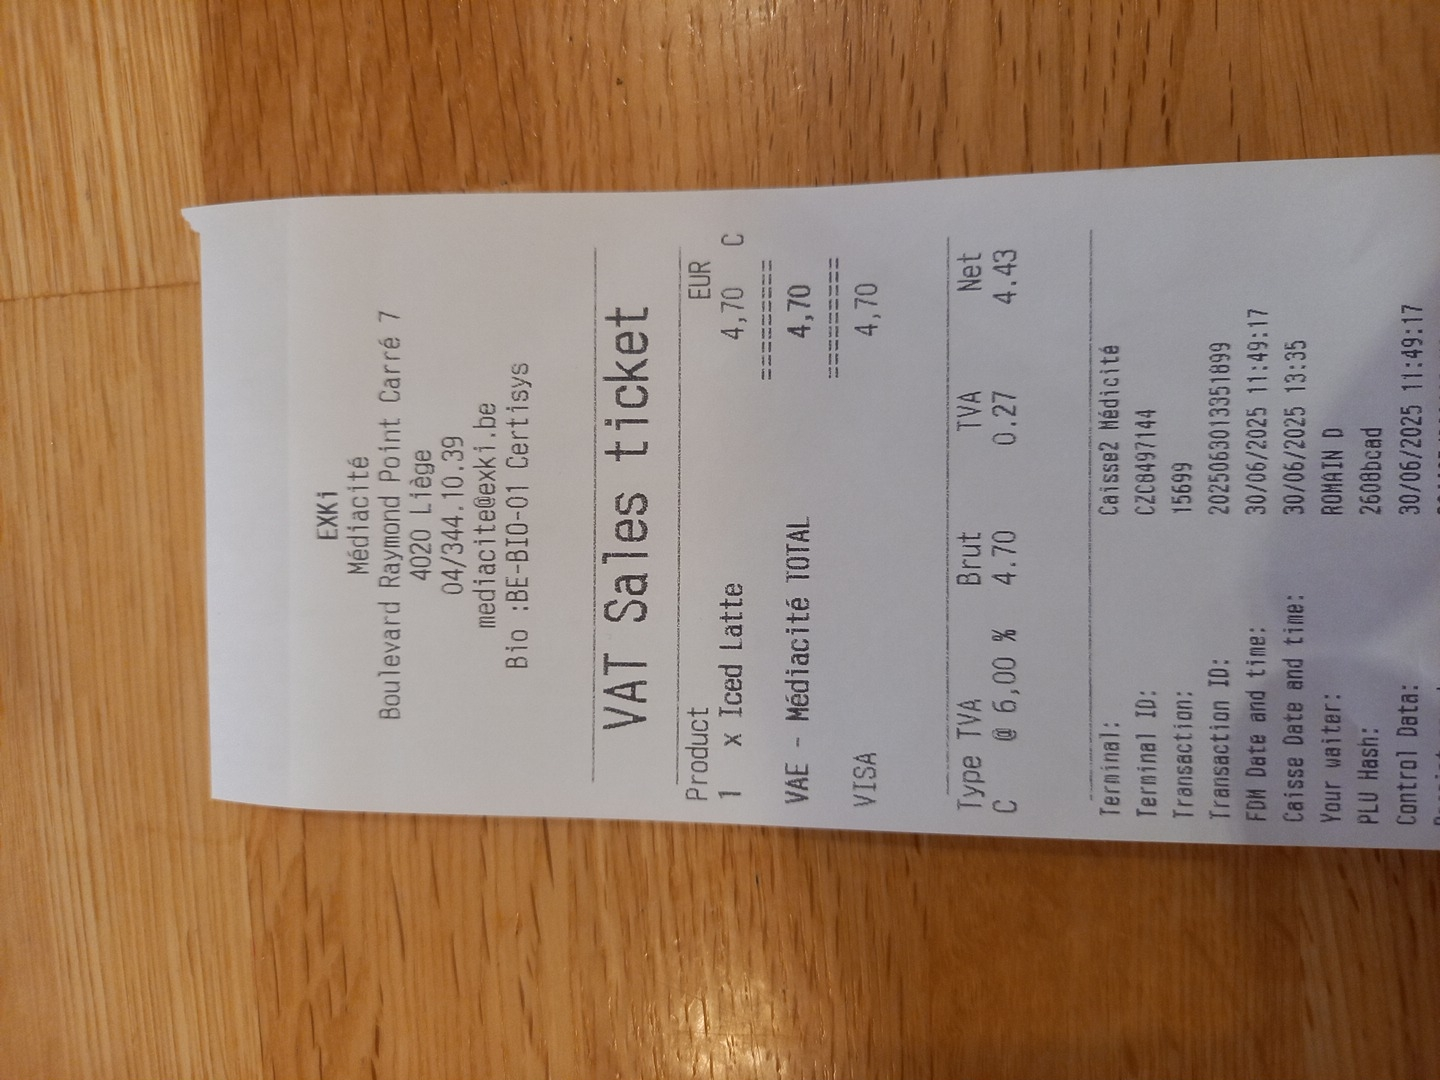 EXKi
Médiacité
Boulevard Raymond Point Carré 7
4020 Liège
04/344.10.39
mediacite@exki.be
Bio :BE-BIO-01 Certisys
VAT Sales ticket
Product EUR
1 x Iced Latte 4,70 C
=========
VAE - Médiacité TOTAL 4,70
=========
VISA 4,70
Type TVA Brut TVA Net
C @ 6,00 % 4.70 0.27 4.43
Terminal: Caisse2 Médicité
Terminal ID: CZC8497144
Transaction: 15699
Transaction ID: 20250630133518​99
FDM Date and time: 30/06/2025 11:49:17
Caisse Date and time: 30/06/2025 13:35
Your waiter: ROMAIN D
PLU Hash: 2608bcad
Control Data: 30/06/2025 11:49:17